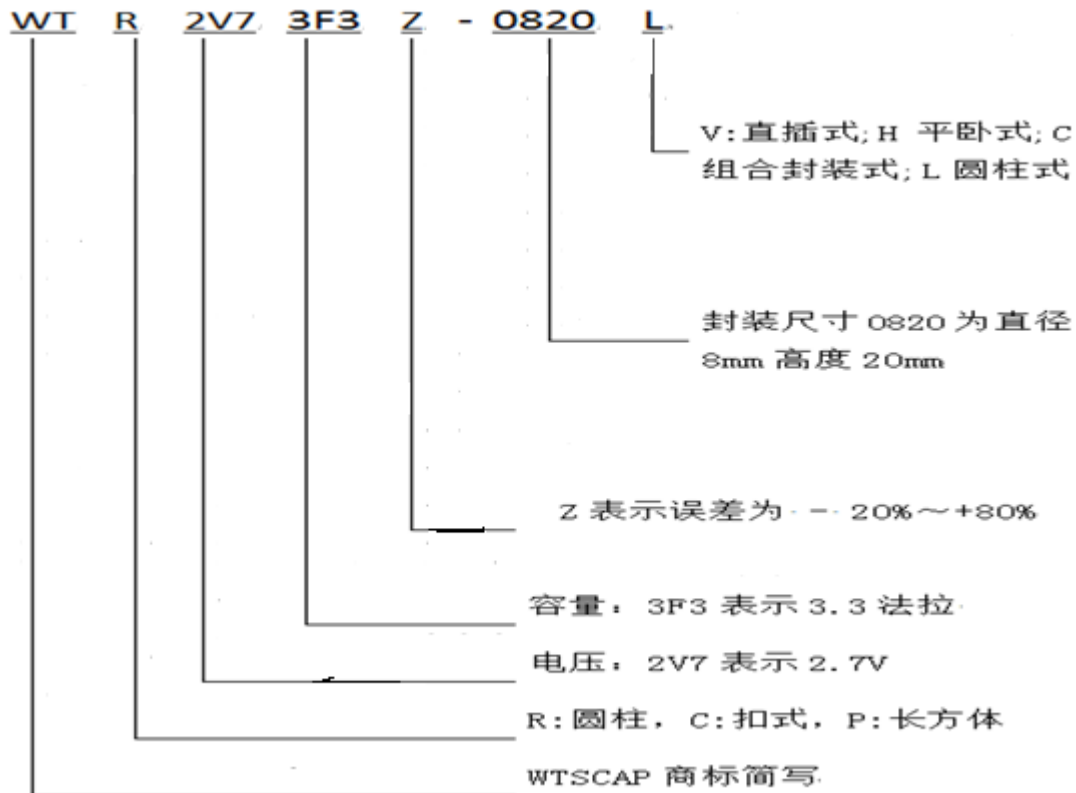 WT R 2V7 3F3 Z - 0820 L
V:直插式;H 平卧式;C
组合封装式;L 圆柱式
封装尺寸 0820 为直径
8mm 高度 20mm
Z 表示误差为 - 20%～+80%
容量：3F3 表示 3.3 法拉
电压：2V7 表示 2.7V
R:圆柱，C:扣式，P:长方体
WTSCAP 商标简写